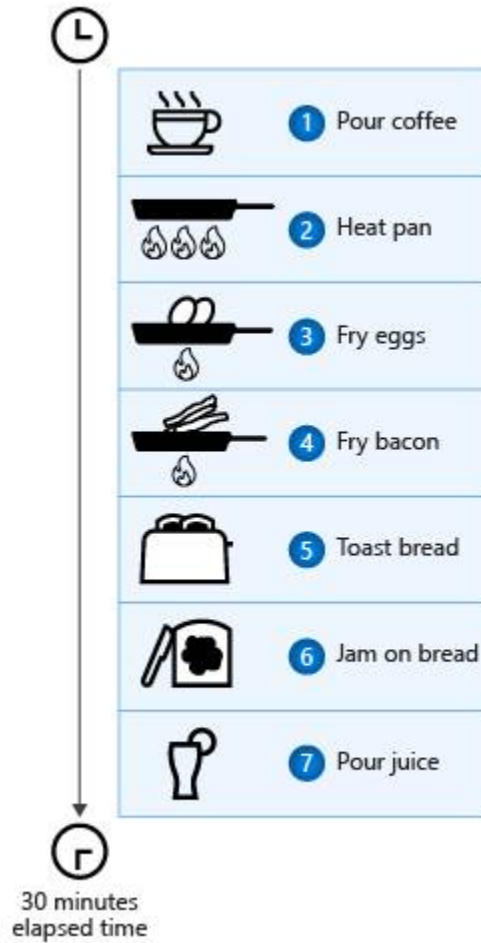 1 Pour coffee
2 Heat pan
3 Fry eggs
4 Fry bacon
5 Toast bread
6 Jam on bread
7 Pour juice
30 minutes
elapsed time